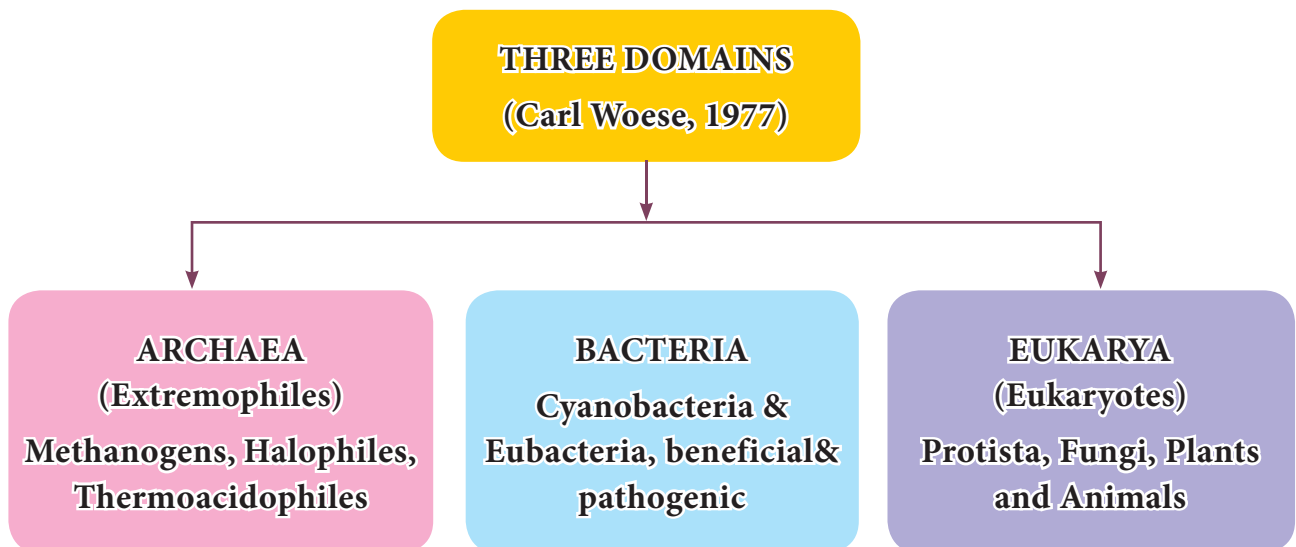 THREE DOMAINS
(Carl Woese, 1977)
ARCHAEA
(Extremophiles)
Methanogens, Halophiles,
Thermoacidophiles
BACTERIA
Cyanobacteria &
Eubacteria, beneficial&
pathogenic
EUKARYA
(Eukaryotes)
Protista, Fungi, Plants
and Animals